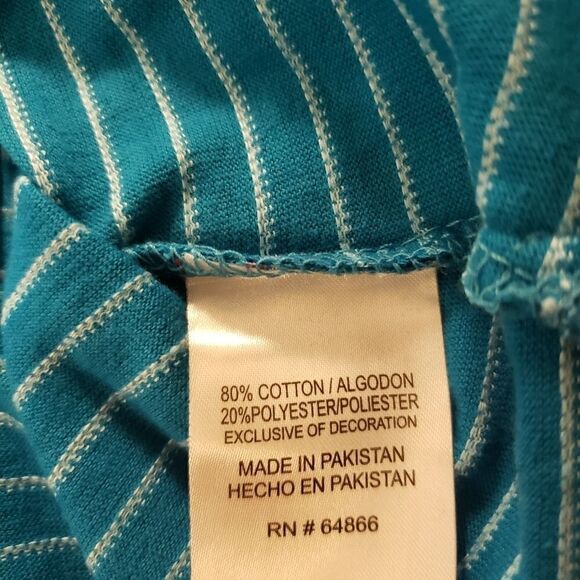 80% COTTON / ALGODON
20%POLYESTER/POLIESTER
EXCLUSIVE OF DECORATION
MADE IN PAKISTAN
HECHO EN PAKISTAN
RN # 64866